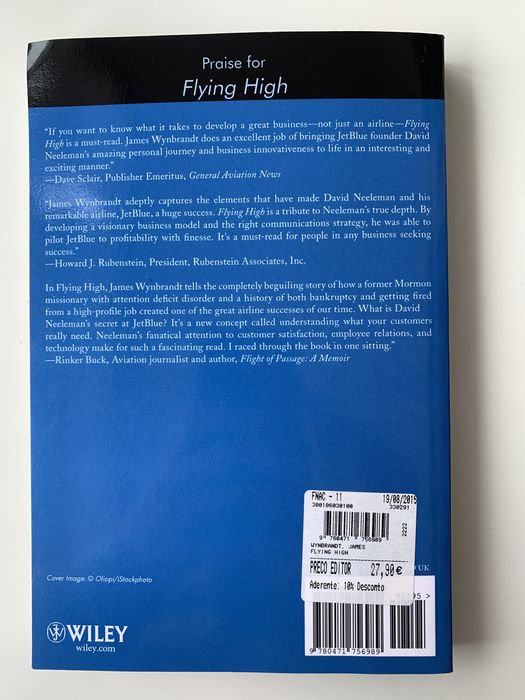 Praise for
Flying High
“If you want to know what it takes to develop a great business—not just an airline—Flying
High is a must-read. James Wynbrandt does an excellent job of bringing JetBlue founder David
Neeleman's amazing personal journey and business innovativeness to life in an interesting and
exciting manner.”
—Dave Sclair, Publisher Emeritus, General Aviation News
“James Wynbrandt adeptly captures the elements that have made David Neeleman and his
remarkable airline, JetBlue, a huge success. Flying High is a tribute to Neeleman's true depth. By
developing a visionary business model and the right communications strategy, he was able to
pilot JetBlue to profitability with finesse. It's a must-read for people in any business seeking
success.”
—Howard J. Rubenstein, President, Rubenstein Associates, Inc.
In Flying High, James Wynbrandt tells the completely beguiling story of how a former Mormon
missionary with attention deficit disorder and a history of both bankruptcy and getting fired
from a high-profile job created one of the great airline successes of our time. What is David
Neeleman's secret at JetBlue? It's a new concept called understanding what your customers
really need. Neeleman's fanatical attention to customer satisfaction, employee relations, and
technology make for such a fascinating read. I raced through the book in one sitting.”
—Rinker Buck, Aviation journalist and author, Flight of Passage: A Memoir
FNAC - 11 19/08/2015
300106030100 330291
2222
9 780471 756989
WYNBRANDT, JAMES
FLYING HIGH
PRECO EDITOR 27,90€
Aderente: 10% Desconto
UK
Cover Image: © Oliopi/iStockphoto
WILEY
wiley.com
9 780471 756989